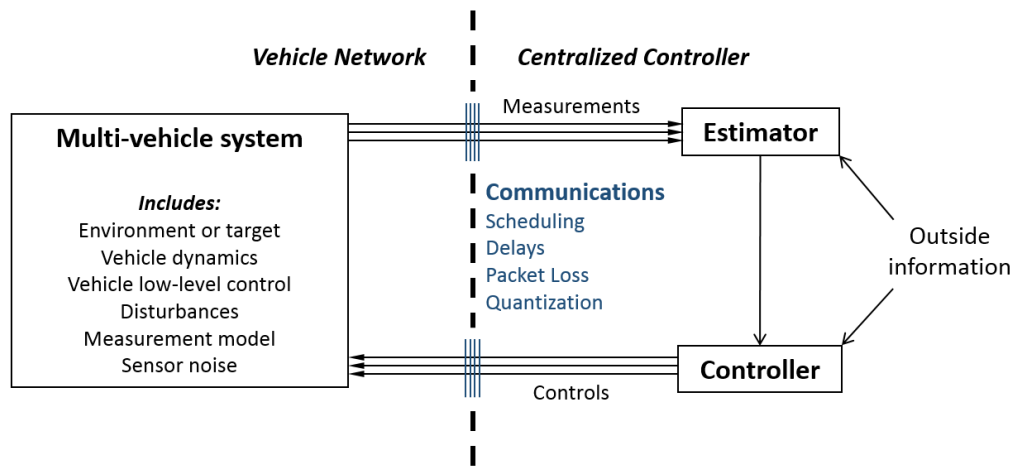 Vehicle Network
Centralized Controller
Measurements
Multi-vehicle system
Estimator
Includes:
Environment or target
Vehicle dynamics
Vehicle low-level control
Disturbances
Measurement model
Sensor noise
Communications
Scheduling
Delays
Packet Loss
Quantization
Outside
information
Controller
Controls